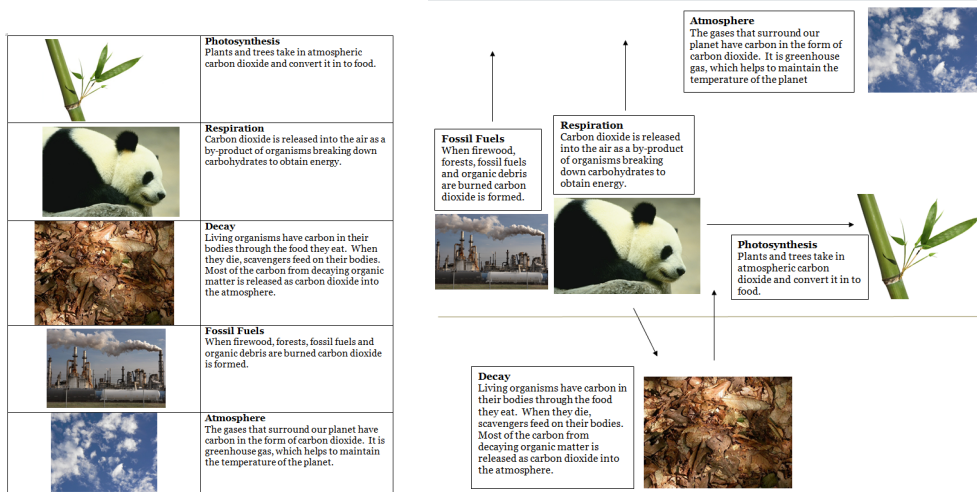 Photosynthesis
Plants and trees take in atmospheric
carbon dioxide and convert it in to food.
Respiration
Carbon dioxide is released into the air as a
by-product of organisms breaking down
carbohydrates to obtain energy.
Decay
Living organisms have carbon in their
bodies through the food they eat. When
they die, scavengers feed on their bodies.
Most of the carbon from decaying organic
matter is released as carbon dioxide into
the atmosphere.
Fossil Fuels
When firewood, forests, fossil fuels and
organic debris are burned carbon dioxide
is formed.
Atmosphere
The gases that surround our planet have
carbon in the form of carbon dioxide. It is
greenhouse gas, which helps to maintain
the temperature of the planet.
Atmosphere
The gases that surround our
planet have carbon in the form of
carbon dioxide. It is greenhouse
gas, which helps to maintain the
temperature of the planet
Fossil Fuels
When firewood,
forests, fossil fuels
and organic debris
are burned carbon
dioxide is formed.
Respiration
Carbon dioxide is released
into the air as a by-product
of organisms breaking
down carbohydrates to
obtain energy.
Photosynthesis
Plants and trees take in
atmospheric carbon
dioxide and convert it in to
food.
Decay
Living organisms have carbon in
their bodies through the food
they eat. When they die,
scavengers feed on their bodies.
Most of the carbon from
decaying organic matter is
released as carbon dioxide into
the atmosphere.